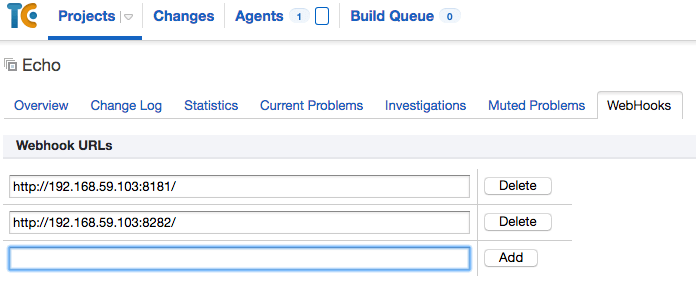 TC Projects Changes Agents 1 Build Queue 0
Echo
Overview Change Log Statistics Current Problems Investigations Muted Problems WebHooks
Webhook URLs
http://192.168.59.103:8181/ Delete
http://192.168.59.103:8282/ Delete
Add